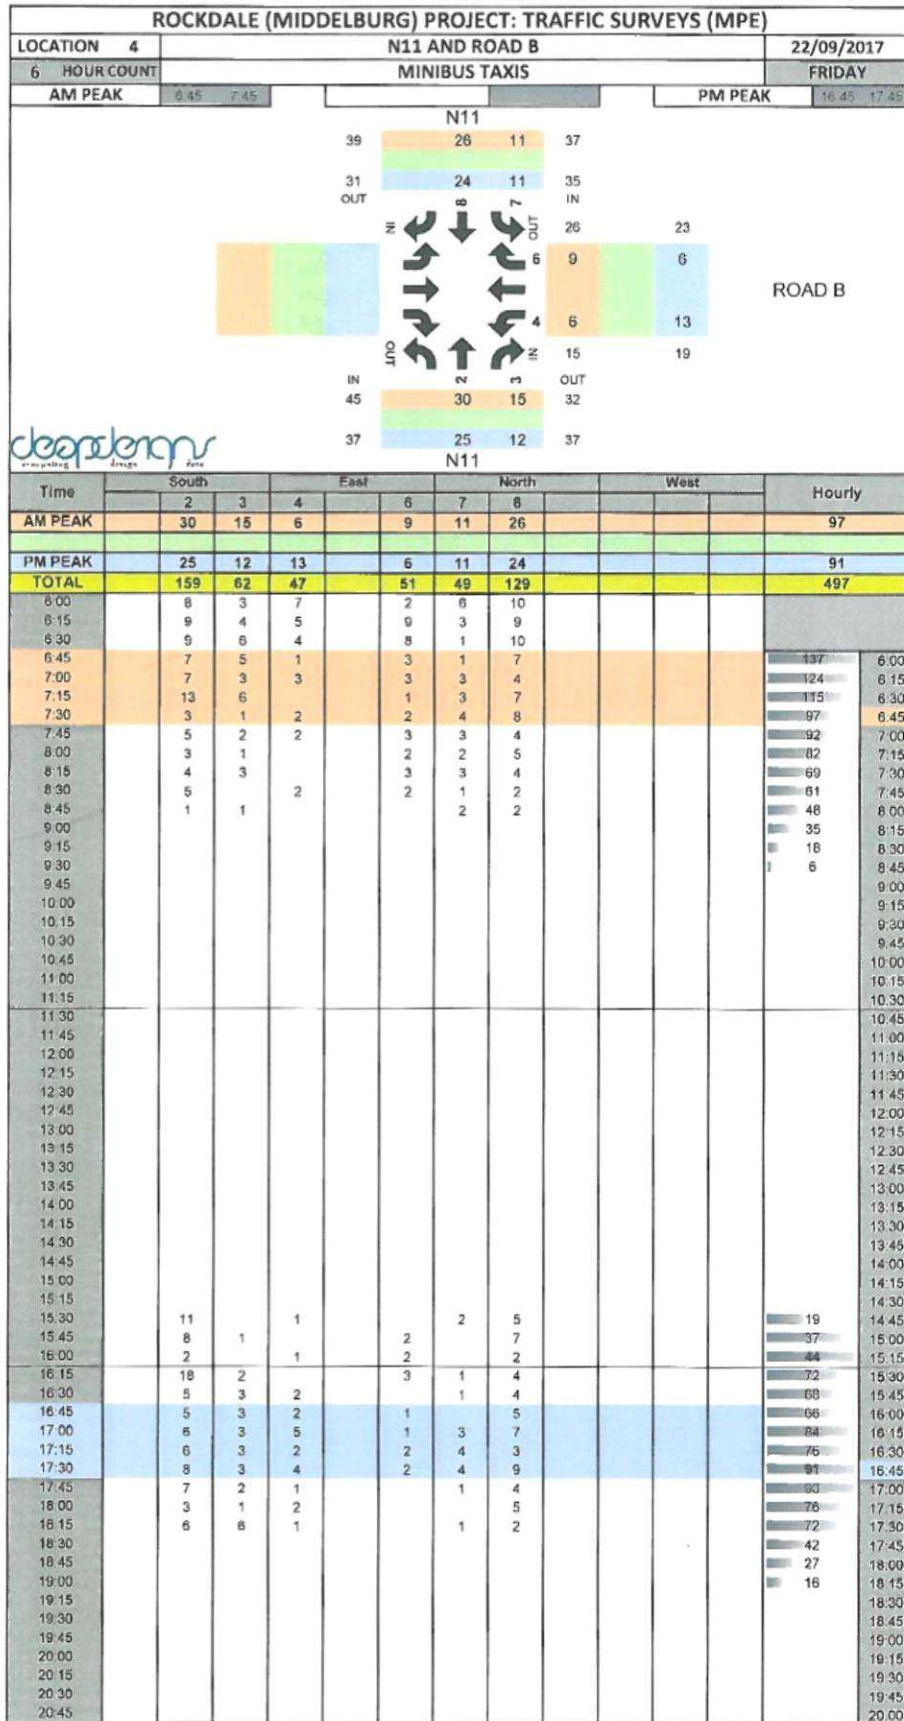 ROCKDALE (MIDDELBURG) PROJECT: TRAFFIC SURVEYS (MPE)
LOCATION 4 N11 AND ROAD B 22/09/2017
6 HOUR COUNT MINIBUS TAXIS FRIDAY
AM PEAK 6:45 7:45 PM PEAK 16:45 17:45
N11
39 26 11 37
31 24 11 35
OUT 8 7 IN
IN OUT 26 23
6 9 6
ROAD B
4 6 13
OUT IN 15 19
IN 2 3 OUT
45 30 15 32
37 25 12 37
deepdesigns
computing design data
N11
Time South East North West Hourly
2 3 4 6 7 8
AM PEAK 30 15 6 9 11 26 97
PM PEAK 25 12 13 6 11 24 91
TOTAL 159 62 47 51 49 129 497
6:00 8 3 7 2 6 10
6:15 9 4 5 9 3 9
6:30 9 6 4 8 1 10
6:45 7 5 1 3 1 7 137 6:00
7:00 7 3 3 3 3 4 124 6:15
7:15 13 6 1 3 7 115 6:30
7:30 3 1 2 2 4 8 97 6:45
7:45 5 2 2 3 3 4 92 7:00
8:00 3 1 2 2 5 82 7:15
8:15 4 3 3 3 4 69 7:30
8:30 5 2 2 1 2 61 7:45
8:45 1 1 2 2 48 8:00
9:00 35 8:15
9:15 18 8:30
9:30 6 8:45
9:45 9:00
10:00 9:15
10:15 9:30
10:30 9:45
10:45 10:00
11:00 10:15
11:15 10:30
11:30 10:45
11:45 11:00
12:00 11:15
12:15 11:30
12:30 11:45
12:45 12:00
13:00 12:15
13:15 12:30
13:30 12:45
13:45 13:00
14:00 13:15
14:15 13:30
14:30 13:45
14:45 14:00
15:00 14:15
15:15 14:30
15:30 11 1 2 5 19 14:45
15:45 8 1 2 7 37 15:00
16:00 2 1 2 2 44 15:15
16:15 18 2 3 1 4 72 15:30
16:30 5 3 2 1 4 68 15:45
16:45 5 3 2 1 5 66 16:00
17:00 6 3 5 1 3 7 84 16:15
17:15 6 3 2 2 4 3 76 16:30
17:30 8 3 4 2 4 9 91 16:45
17:45 7 2 1 1 4 90 17:00
18:00 3 1 2 5 76 17:15
18:15 6 6 1 1 2 72 17:30
18:30 42 17:45
18:45 27 18:00
19:00 16 18:15
19:15 18:30
19:30 18:45
19:45 19:00
20:00 19:15
20:15 19:30
20:30 19:45
20:45 20:00